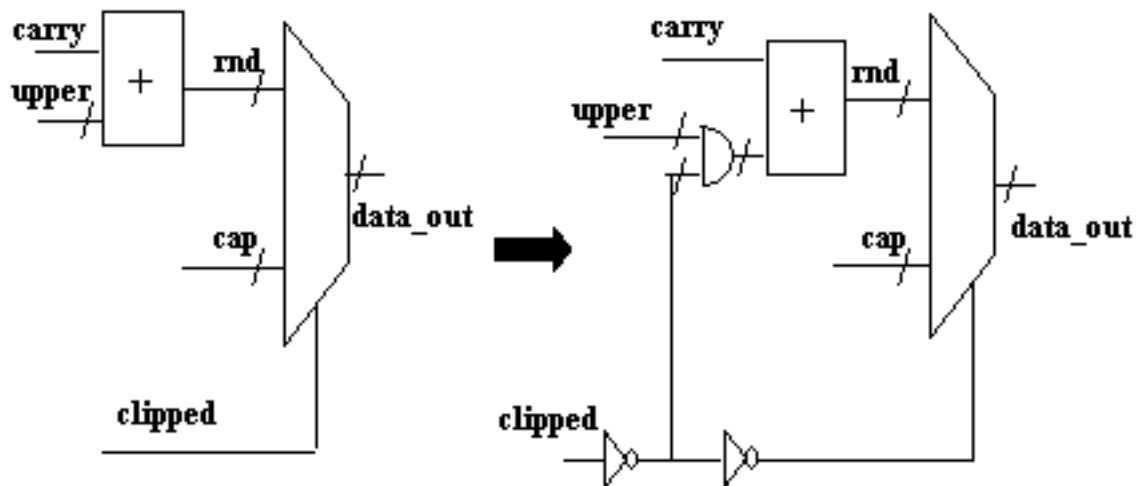 carry
upper
+
rnd
cap
data_out
clipped
carry
upper
+
rnd
cap
data_out
clipped